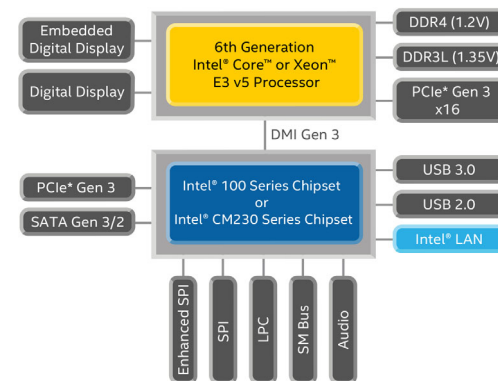 Embedded
Digital Display
Digital Display
6th Generation
Intel® Core™ or Xeon™
E3 v5 Processor
DDR4 (1.2V)
DDR3L (1.35V)
PCIe* Gen 3
x16
DMI Gen 3
PCIe* Gen 3
SATA Gen 3/2
Intel® 100 Series Chipset
or
Intel® CM230 Series Chipset
USB 3.0
USB 2.0
Intel® LAN
Enhanced SPI
SPI
LPC
SM Bus
Audio